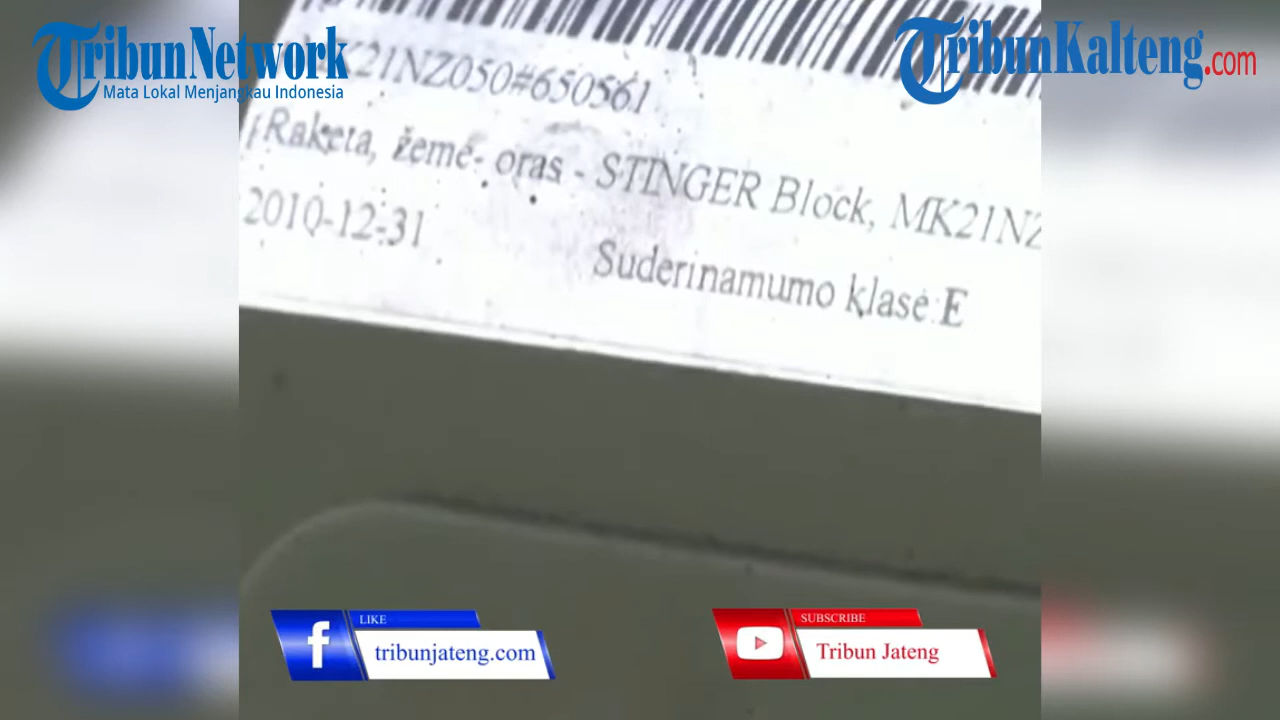 TribunNetwork
Mata Lokal Menjangkau Indonesia
TribunKalteng.com
K21NZ050#650561
Raketa, žemė- oras - STINGER Block, MK21NZ
2010-12-31
Suderinamumo klasė: E
LIKE
tribunjateng.com
SUBSCRIBE
Tribun Jateng